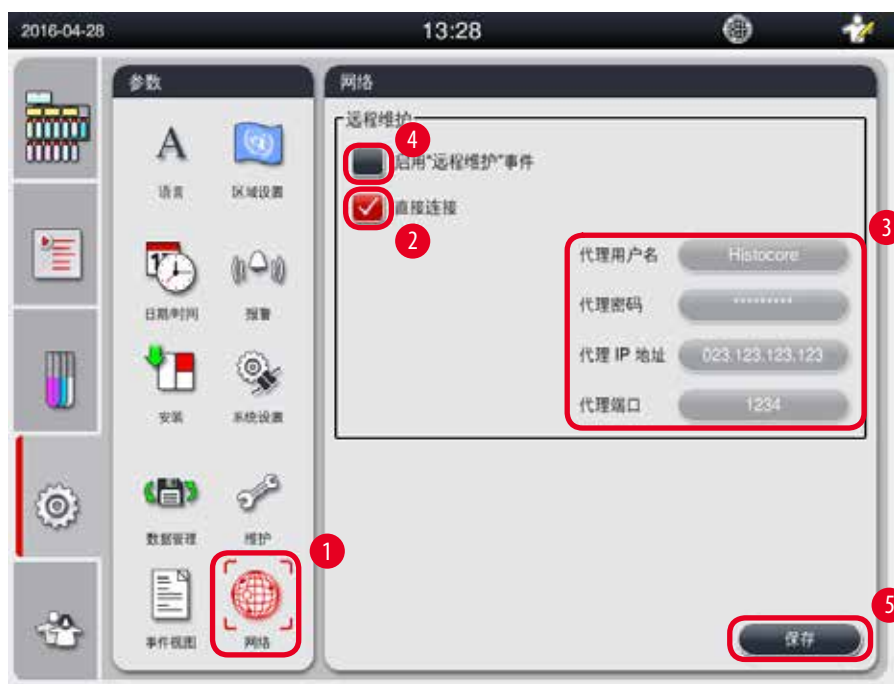 2016-04-28
13:28
参数
语言
区域设置
日期/时间
报警
安装
系统设置
数据管理
维护
事件视图
网络
1
网络
远程维护
4
启用“远程维护”事件
直接连接
2
3
代理用户名 Histocore
代理密码 *********
代理 IP 地址 023.123.123.123
代理端口 1234
5
保存